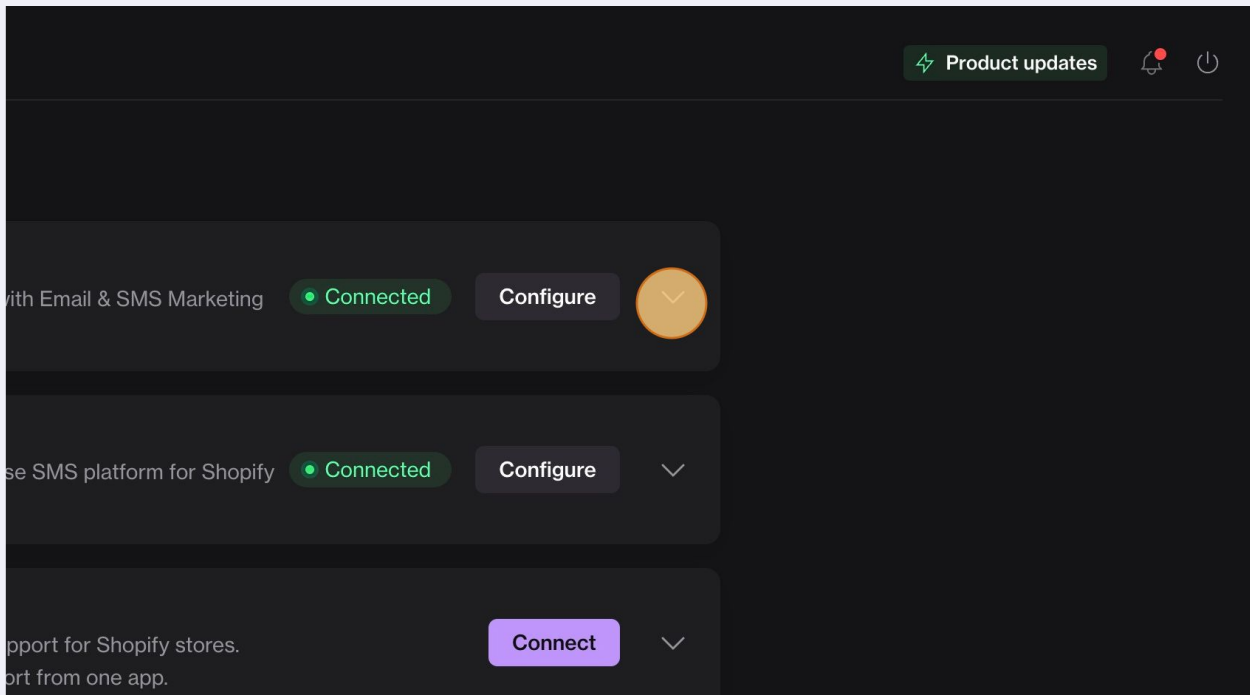 Product updates
with Email & SMS Marketing Connected Configure
se SMS platform for Shopify Connected Configure
pport for Shopify stores.
ort from one app.
Connect